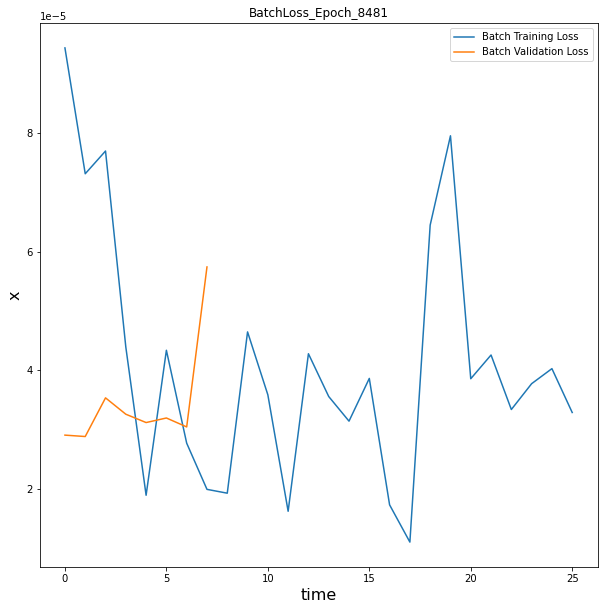 BatchLoss_Epoch_8481
1e−5
Batch Training Loss
Batch Validation Loss
8
6
4
2
x
0 5 10 15 20 25
time